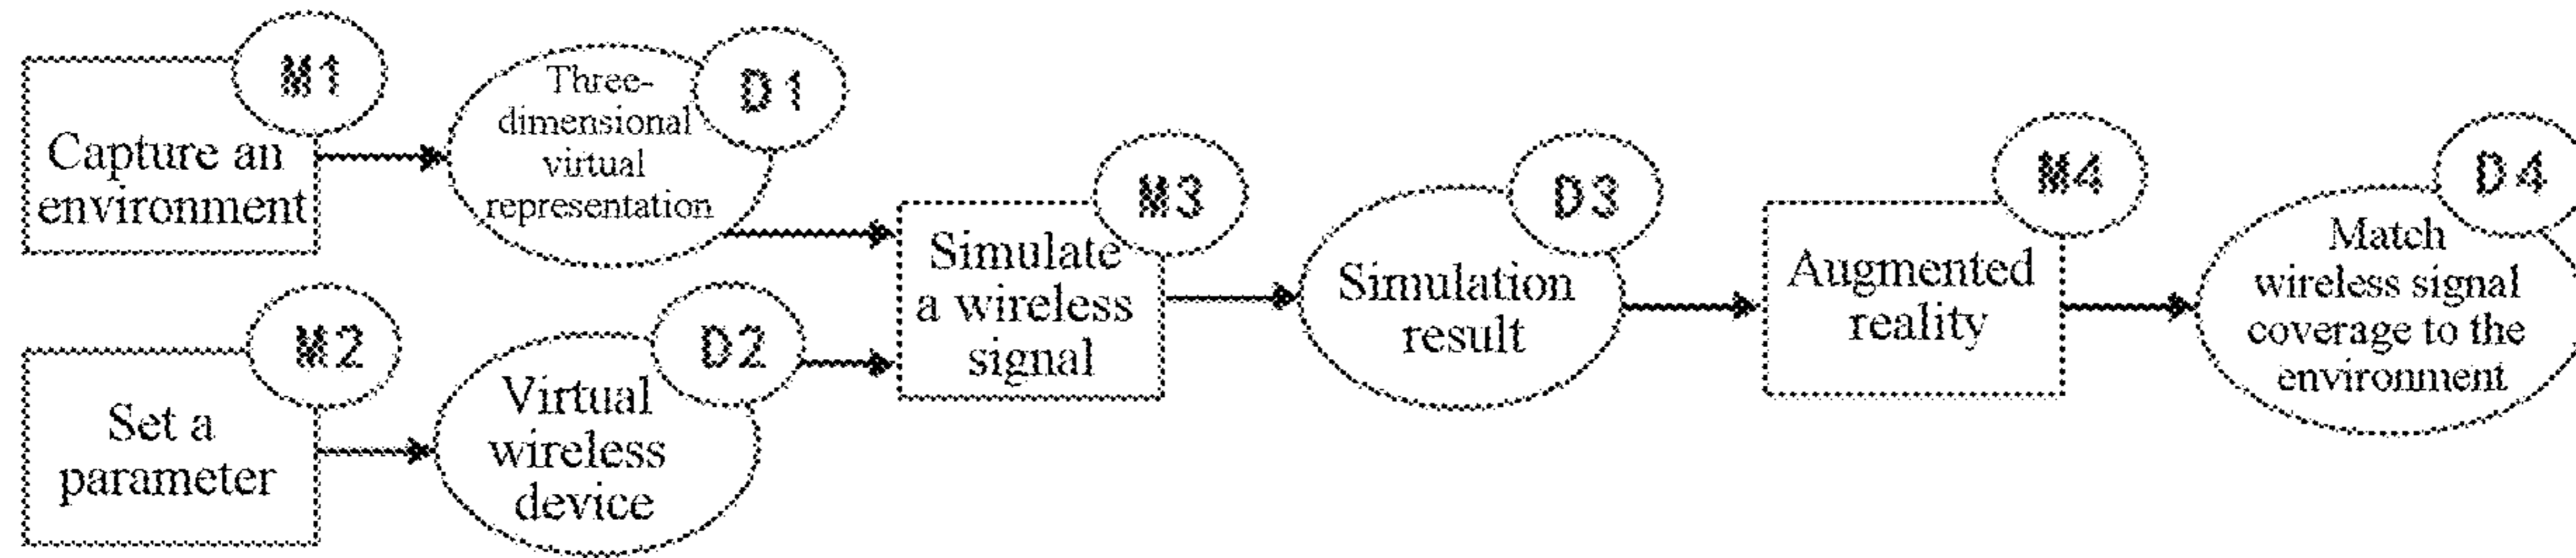 M1
Capture an
environment
D1
Three-
dimensional
virtual
representation
M2
Set a
parameter
D2
Virtual
wireless
device
M3
Simulate
a wireless
signal
D3
Simulation
result
M4
Augmented
reality
D4
Match
wireless signal
coverage to the
environment